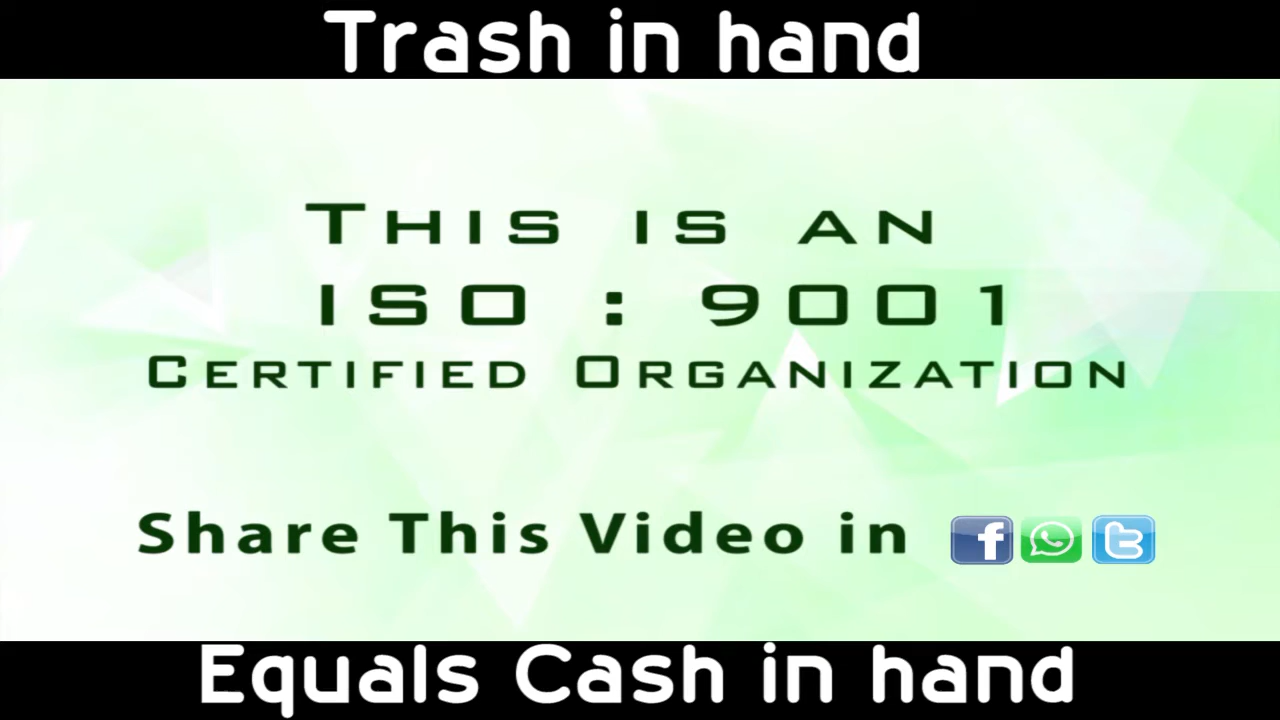 Trash in hand
This is an
ISO : 9001
Certified Organization
Share This Video in
Equals Cash in hand